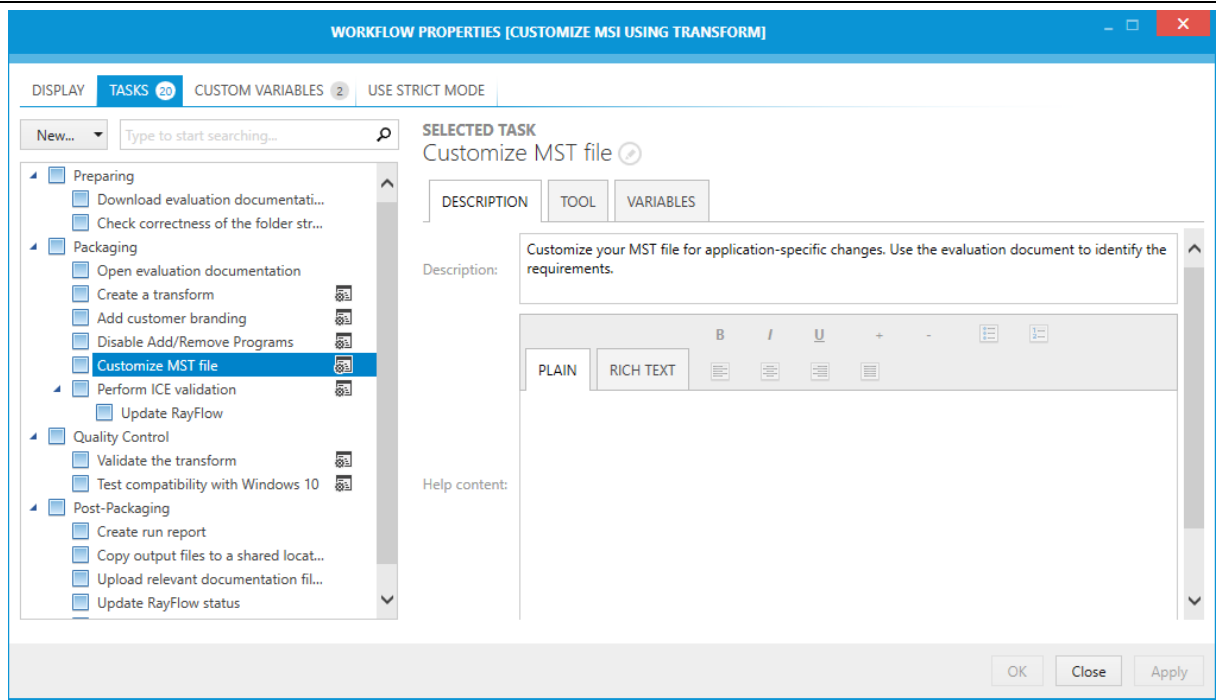 WORKFLOW PROPERTIES [CUSTOMIZE MSI USING TRANSFORM]
DISPLAY TASKS 20 CUSTOM VARIABLES 2 USE STRICT MODE
New...
Type to start searching...
Preparing
Download evaluation documentati...
Check correctness of the folder str...
Packaging
Open evaluation documentation
Create a transform
Add customer branding
Disable Add/Remove Programs
Customize MST file
Perform ICE validation
Update RayFlow
Quality Control
Validate the transform
Test compatibility with Windows 10
Post-Packaging
Create run report
Copy output files to a shared locat...
Upload relevant documentation fil...
Update RayFlow status
SELECTED TASK
Customize MST file
DESCRIPTION TOOL VARIABLES
Description:
Customize your MST file for application-specific changes. Use the evaluation document to identify the
requirements.
B I U + -
PLAIN RICH TEXT
Help content:
OK Close Apply